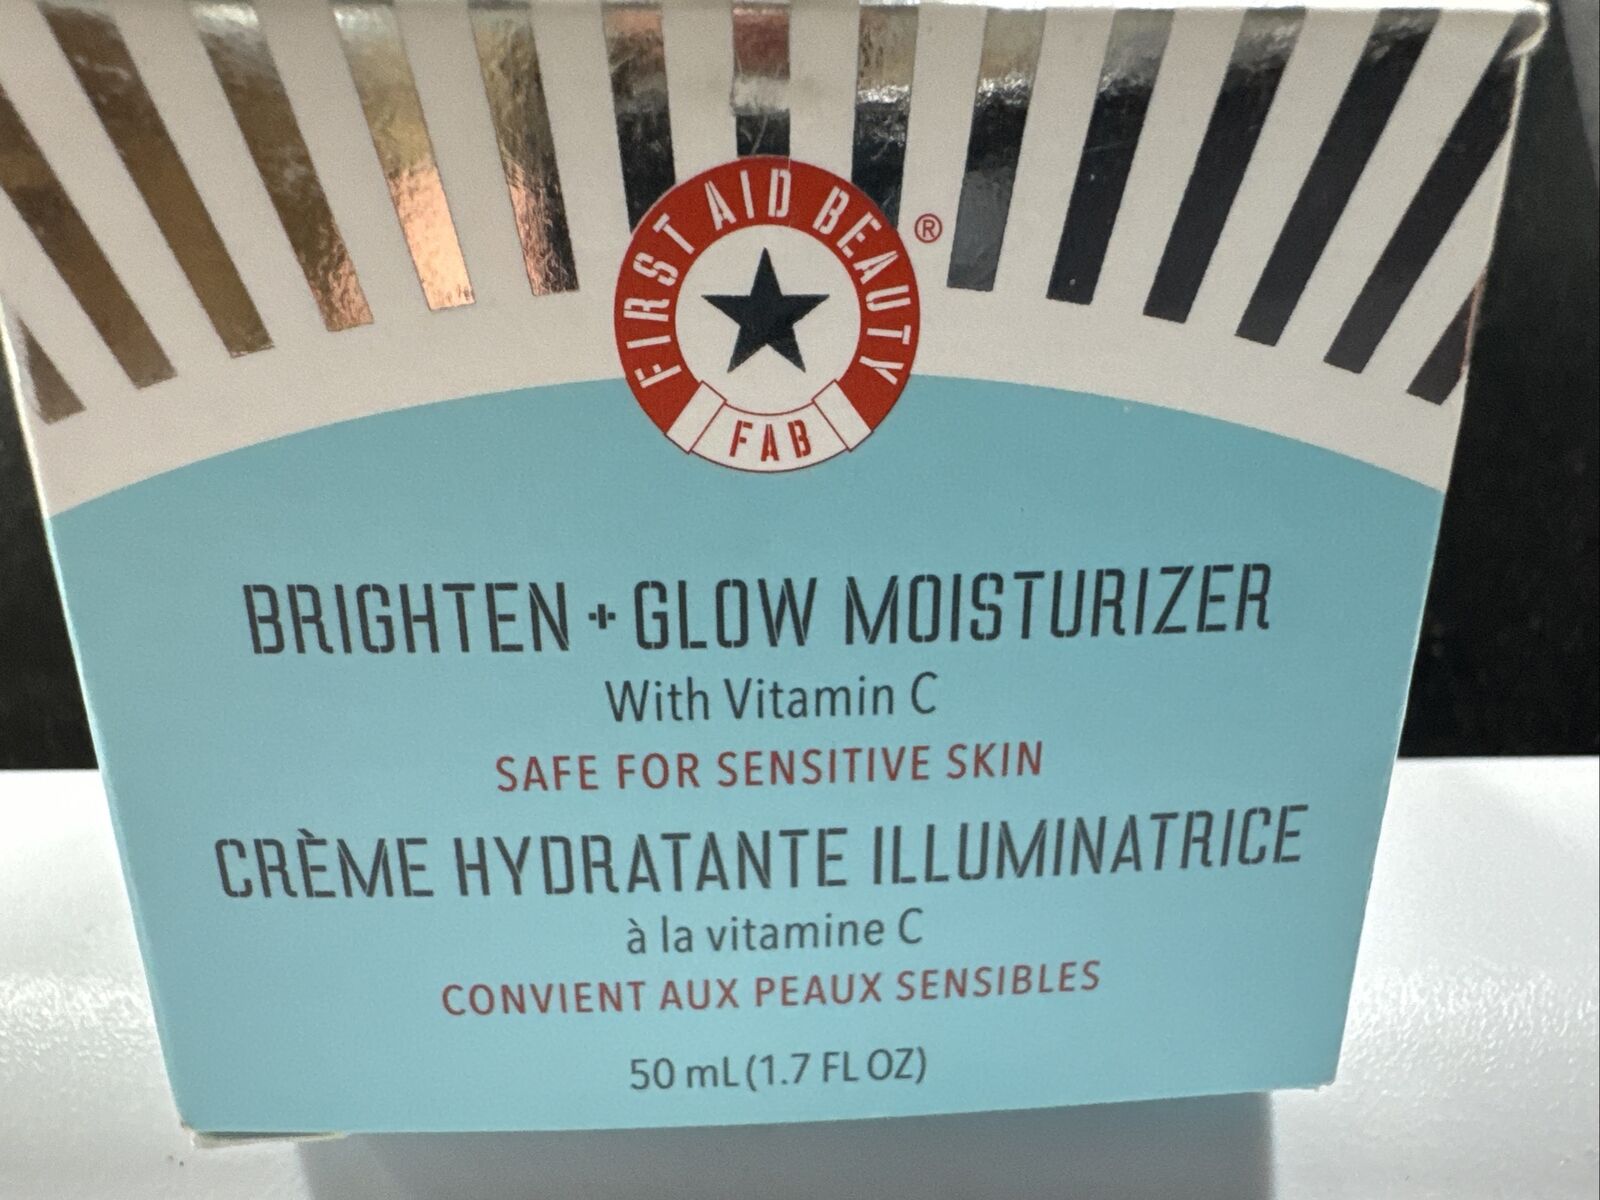 FIRST AID BEAUTY
®
FAB
BRIGHTEN + GLOW MOISTURIZER
With Vitamin C
SAFE FOR SENSITIVE SKIN
CRÈME HYDRATANTE ILLUMINATRICE
à la vitamine C
CONVIENT AUX PEAUX SENSIBLES
50 mL (1.7 FL OZ)